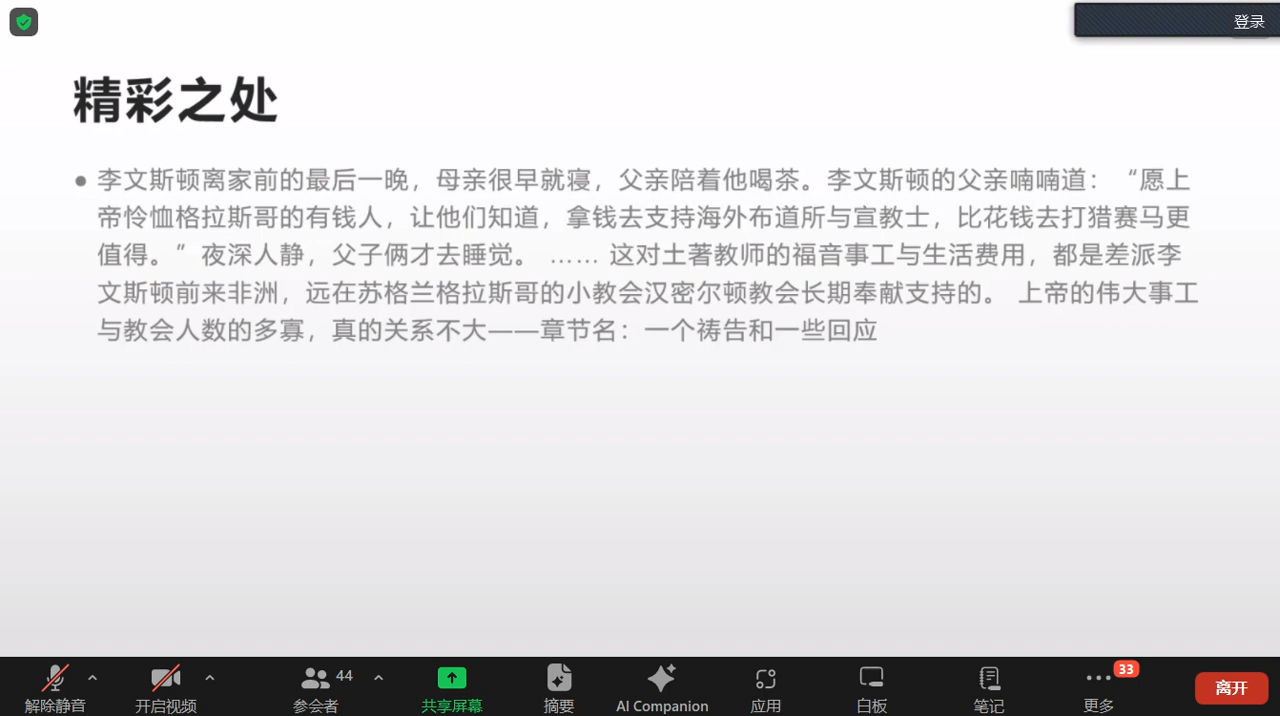 登录
精彩之处
• 李文斯顿离家前的最后一晚，母亲很早就寝，父亲陪着他喝茶。李文斯顿的父亲喃喃道：“愿上
帝怜恤格拉斯哥的有钱人，让他们知道，拿钱去支持海外布道所与宣教士，比花钱去打猎赛马更
值得。” 夜深人静，父子俩才去睡觉。 …… 这对土著教师的福音事工与生活费用，都是差派李
文斯顿前来非洲，远在苏格兰格拉斯哥的小教会汉密尔顿教会长期奉献支持的。 上帝的伟大事工
与教会人数的多寡，真的关系不大——章节名：一个祷告和一些回应
44
33
解除静音 开启视频 参会者 共享屏幕 摘要 AI Companion 应用 白板 笔记 更多 离开